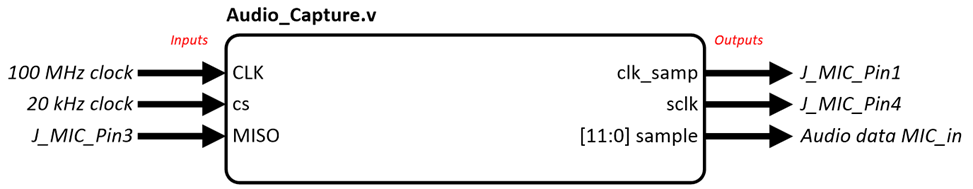 Audio_Capture.v
Inputs
Outputs
100 MHz clock CLK clk_samp J_MIC_Pin1
20 kHz clock cs sclk J_MIC_Pin4
J_MIC_Pin3 MISO [11:0] sample Audio data MIC_in